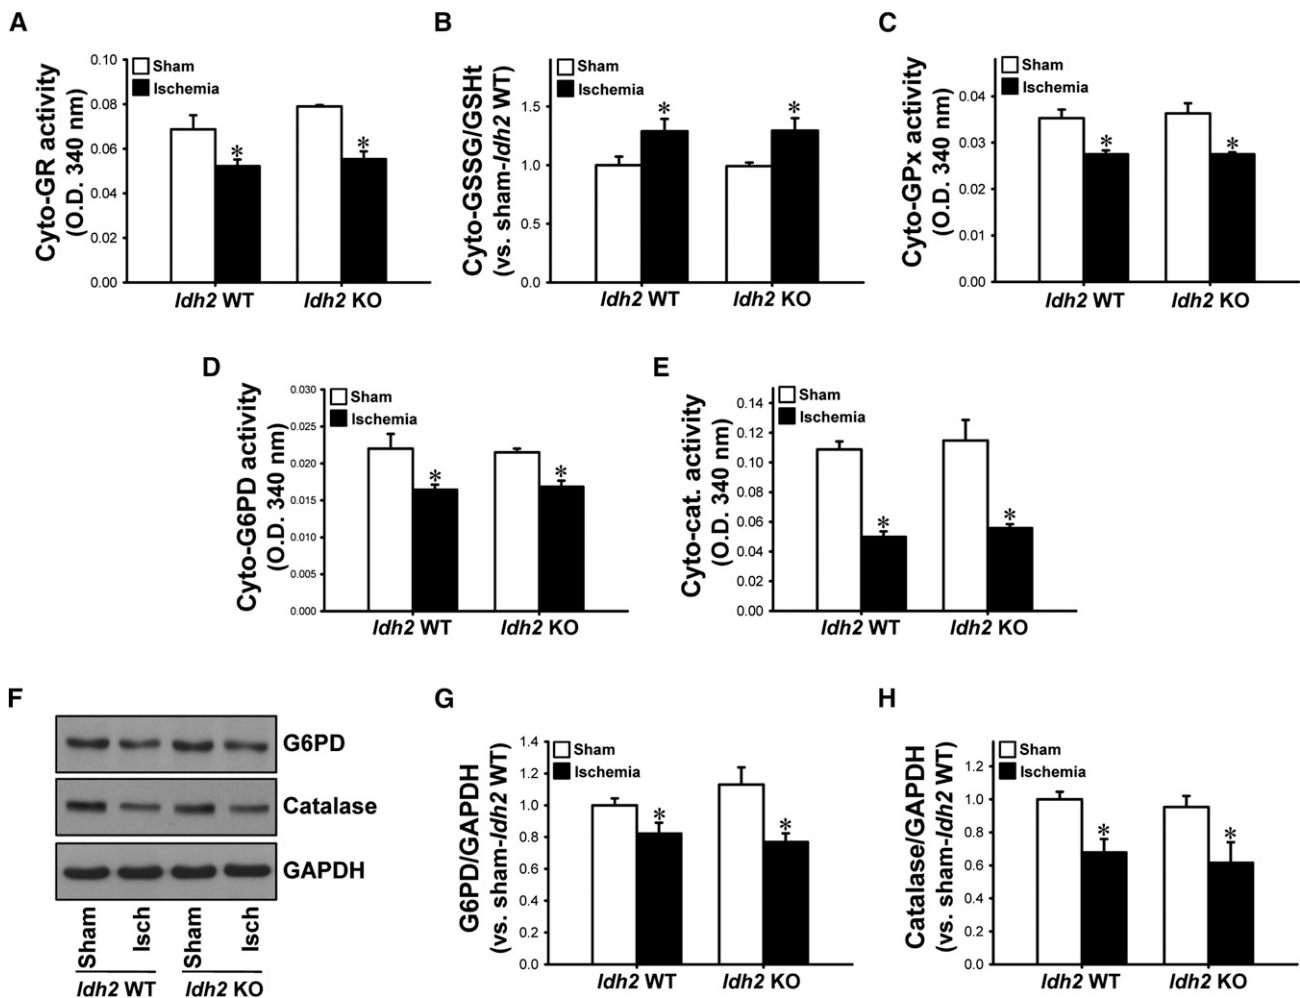 A
Cyto-GR activity
(O.D. 340 nm)
0.10
0.08
0.06
0.04
0.02
0.00
Sham
Ischemia
*
*
Idh2 WT
Idh2 KO
B
Cyto-GSSG/GSHt
(vs. sham-Idh2 WT)
1.5
1.0
0.5
0.0
Sham
Ischemia
*
*
Idh2 WT
Idh2 KO
C
Cyto-GPx activity
(O.D. 340 nm)
0.04
0.03
0.02
0.01
0.00
Sham
Ischemia
*
*
Idh2 WT
Idh2 KO
D
Cyto-G6PD activity
(O.D. 340 nm)
0.030
0.025
0.020
0.015
0.010
0.005
0.000
Sham
Ischemia
*
*
Idh2 WT
Idh2 KO
E
Cyto-cat. activity
(O.D. 340 nm)
0.14
0.12
0.10
0.08
0.06
0.04
0.02
0.00
Sham
Ischemia
*
*
Idh2 WT
Idh2 KO
F
G6PD
Catalase
GAPDH
Sham
Isch
Sham
Isch
Idh2 WT
Idh2 KO
G
G6PD/GAPDH
(vs. sham-Idh2 WT)
1.4
1.2
1.0
0.8
0.6
0.4
0.2
0.0
Sham
Ischemia
*
*
Idh2 WT
Idh2 KO
H
Catalase/GAPDH
(vs. sham-Idh2 WT)
1.2
1.0
0.8
0.6
0.4
0.2
0.0
Sham
Ischemia
*
*
Idh2 WT
Idh2 KO